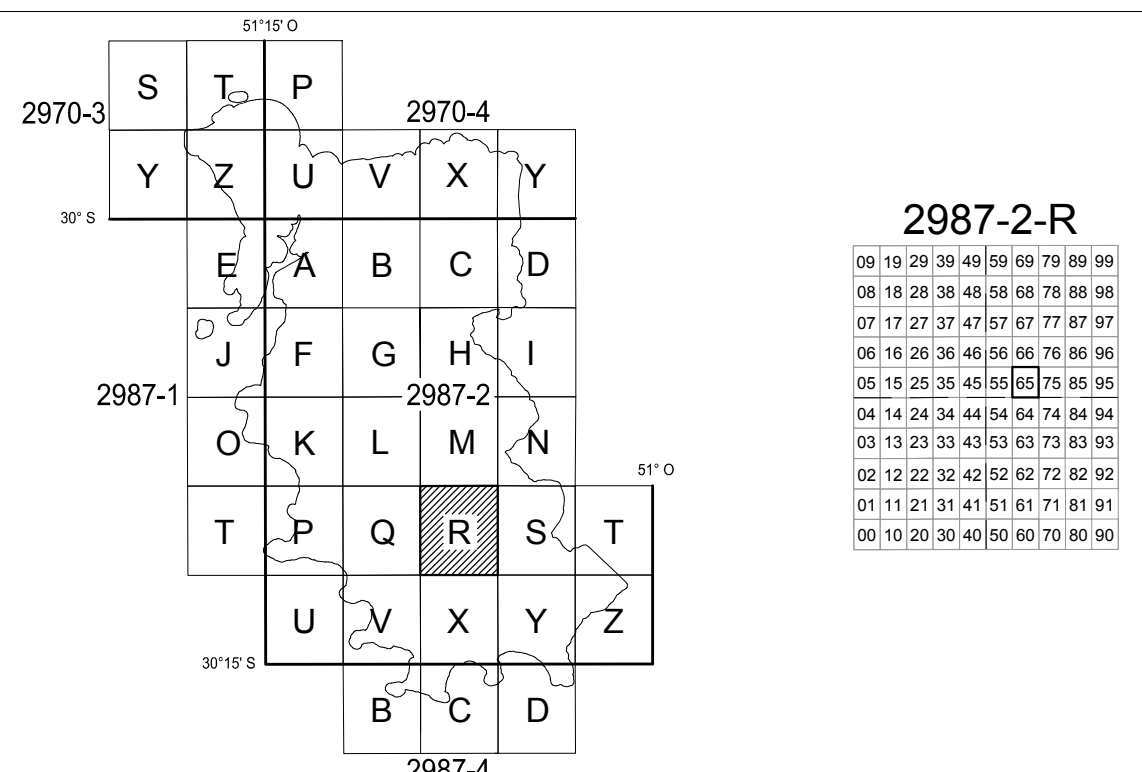 51°15' O
S T P
2970-3
2970-4
Y Z U V X Y
30° S
E A B C D
J F G H I
2987-1
2987-2
O K L M N
51° O
T P Q R S T
U V X Y Z
30°15' S
B C D
2987-4
2987-2-R
09 19 29 39 49 59 69 79 89 99
08 18 28 38 48 58 68 78 88 98
07 17 27 37 47 57 67 77 87 97
06 16 26 36 46 56 66 76 86 96
05 15 25 35 45 55 65 75 85 95
04 14 24 34 44 54 64 74 84 94
03 13 23 33 43 53 63 73 83 93
02 12 22 32 42 52 62 72 82 92
01 11 21 31 41 51 61 71 81 91
00 10 20 30 40 50 60 70 80 90